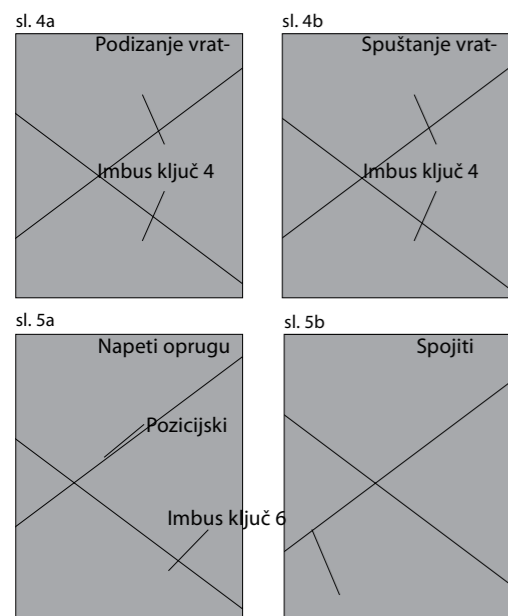 sl. 4a
Podizanje vrat-
Imbus ključ 4
sl. 4b
Spuštanje vrat-
Imbus ključ 4
sl. 5a
Napeti oprugu
Pozicijski
Imbus ključ 6
sl. 5b
Spojiti